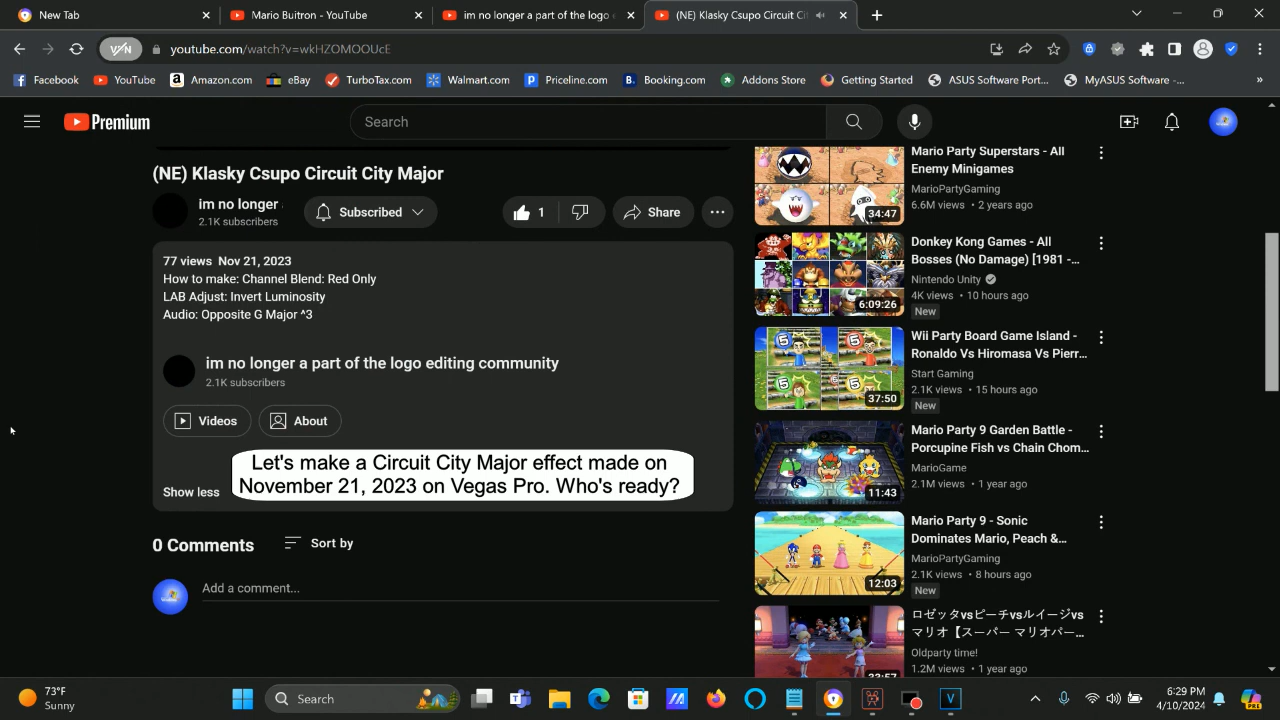 New Tab
Mario Buitron - YouTube
im no longer a part of the logo e
(NE) Klasky Csupo Circuit Cit
youtube.com/watch?v=wkHZOMOOUcE
Facebook
YouTube
Amazon.com
eBay
TurboTax.com
Walmart.com
Priceline.com
Booking.com
Addons Store
Getting Started
ASUS Software Port...
MyASUS Software -...
Premium
Search
(NE) Klasky Csupo Circuit City Major
im no longer
2.1K subscribers
Subscribed
1
Share
77 views Nov 21, 2023
How to make: Channel Blend: Red Only
LAB Adjust: Invert Luminosity
Audix: Opposite G Major ^3
im no longer a part of the logo editing community
2.1K subscribers
Videos
About
Let's make a Circuit City Major effect made on
November 21, 2023 on Vegas Pro. Who's ready?
Show less
0 Comments
Sort by
Add a comment...
Mario Party Superstars - All
Enemy Minigames
MarioPartyGaming
6.6M views • 2 years ago
34:47
Donkey Kong Games - All
Bosses (No Damage) [1981 -...
Nintendo Unity
4K views • 10 hours ago
New
6:09:26
Wii Party Board Game Island -
Ronaldo Vs Hiromasa Vs Pierr...
Start Gaming
2.1K views • 15 hours ago
New
37:50
Mario Party 9 Garden Battle -
Porcupine Fish vs Chain Chom...
MarioGame
2.1M views • 1 year ago
11:43
Mario Party 9 - Sonic
Dominates Mario, Peach &...
MarioPartyGaming
2.1K views • 8 hours ago
New
12:03
ロゼッタvsピーチvsルイージvs
マリオ【スーパー マリオパー...
Oldparty time!
1.2M views • 1 year ago
33:57
73°F
Sunny
Search
6:29 PM
4/10/2024